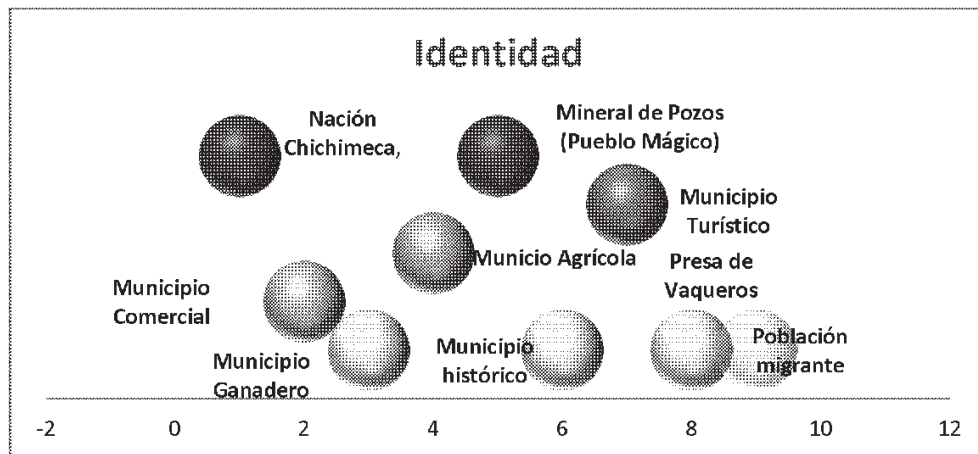 Identidad
Nación
Chichimeca,
Mineral de Pozos
(Pueblo Mágico)
Municipio
Turístico
Municio Agrícola
Presa de
Vaqueros
Municipio
Comercial
Municipio
Ganadero
Municipio
histórico
Población
migrante
-2 0 2 4 6 8 10 12